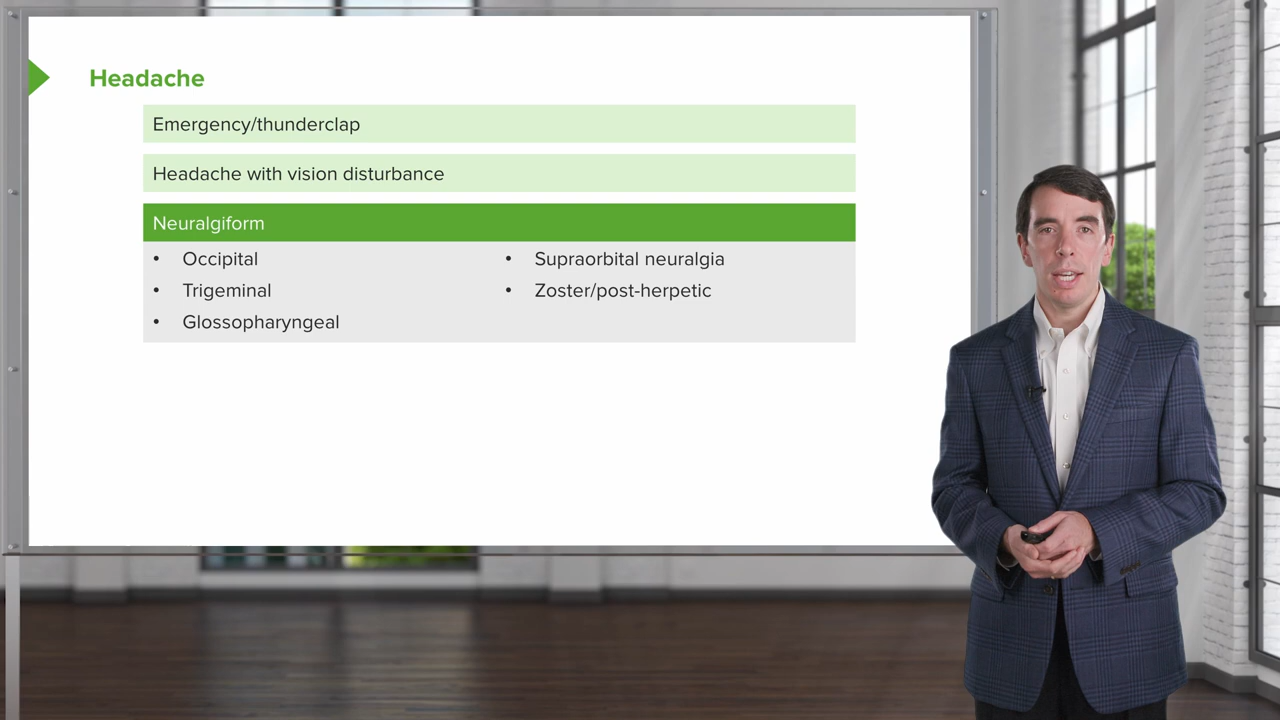 Headache
Emergency/thunderclap
Headache with vision disturbance
Neuralgiform
• Occipital
• Trigeminal
• Glossopharyngeal
• Supraorbital neuralgia
• Zoster/post-herpetic